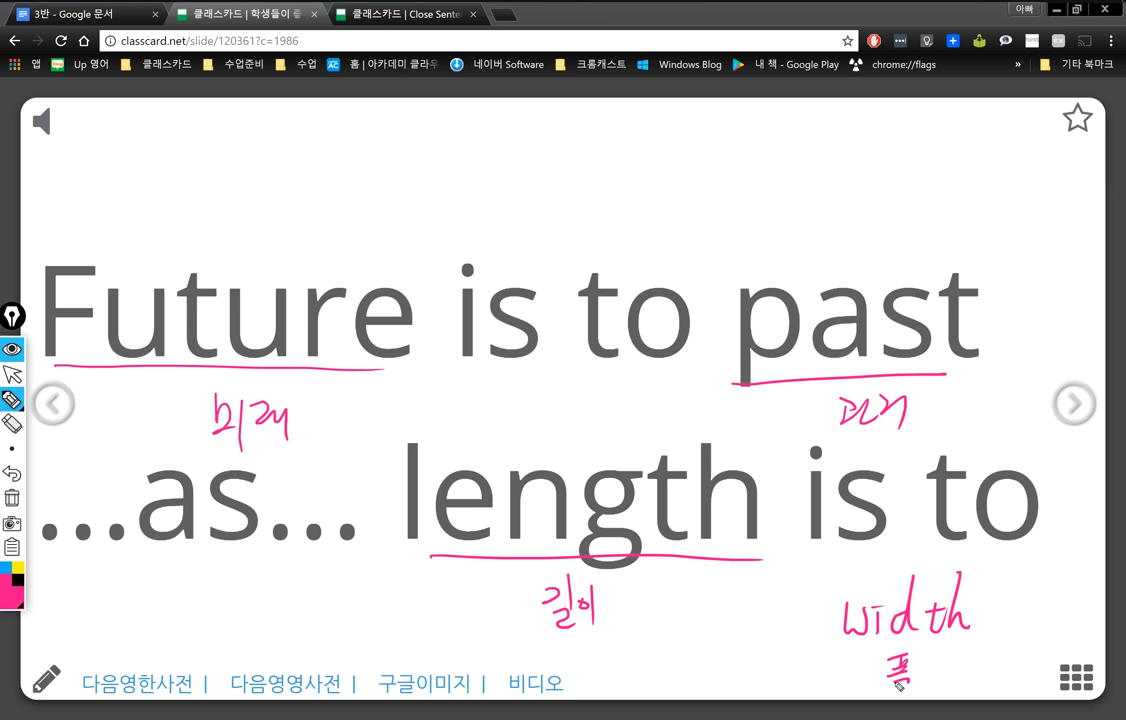 3반 - Google 문서
클래스카드 | 학생들이
클래스카드 | Close Sente
아빠
classcard.net/slide/120361?c=1986
앱
Up 영어
클래스카드
수업준비
수업
홈 | 아카데미 클라우
네이버 Software
크롬캐스트
Windows Blog
내 책 - Google Play
chrome://flags
»
기타 북마크
Future is to past
미래
과거
...as... length is to
길이
width
폭
다음영한사전 |
다음영영사전 |
구글이미지 |
비디오